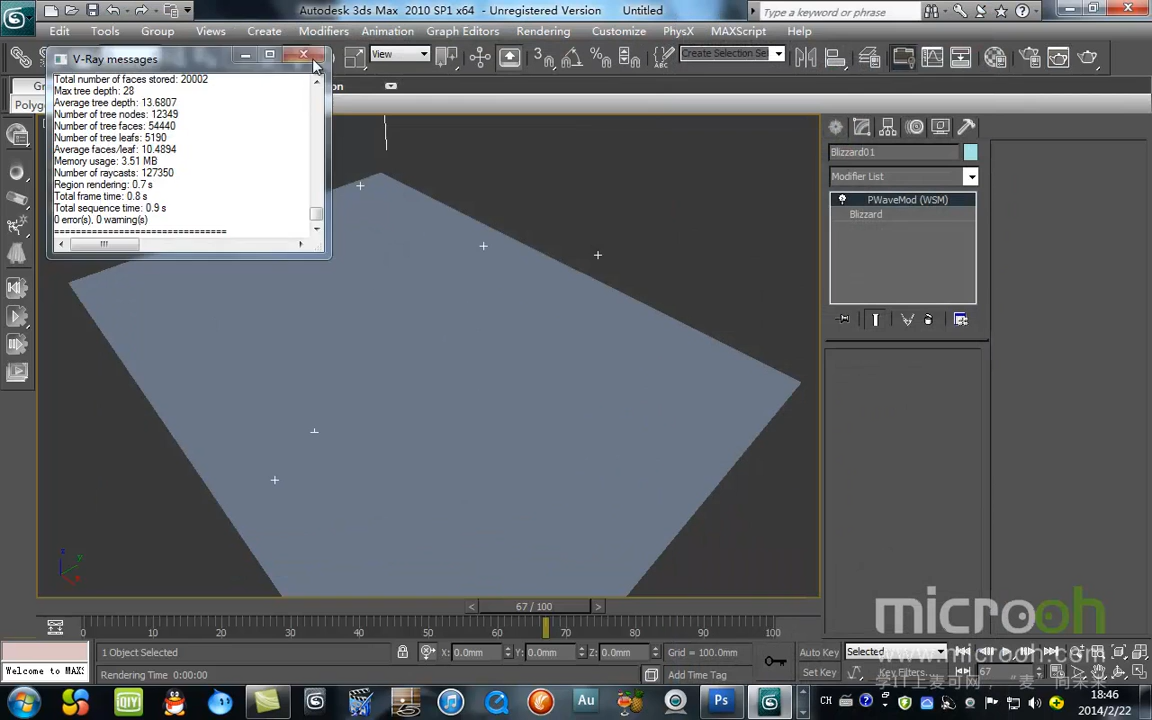 Autodesk 3ds Max 2010 SP1 x64 - Unregistered Version Untitled
Type a keyword or phrase
Edit Tools Group Views Create Modifiers Animation Graph Editors Rendering Customize PhysX MAXScript Help
V-Ray messages
View
Create Selection Se
Total number of faces stored: 20002
Max tree depth: 28
Average tree depth: 13.6807
Number of tree nodes: 12349
Number of tree faces: 54440
Number of tree leafs: 5190
Average faces/leaf: 10.4894
Memory usage: 3.51 MB
Number of raycasts: 127350
Region rendering: 0.7 s
Total frame time: 0.8 s
Total sequence time: 0.9 s
0 error(s), 0 warning(s)
==============================
Blizzard01
Modifier List
PWaveMod (WSM)
Blizzard
z
y
x
67 / 100
0 10 20 30 40 50 60 70 80 90 100
microoh
1 Object Selected
X: 0.0mm Y: 0.0mm Z: 0.0mm Grid = 100.0mm
Auto Key Selected
Welcome to MAX
Rendering Time 0:00:00
Add Time Tag
Set Key Key Filters... 67
CH
18:46
2014/2/22
QIY
Au
Ps